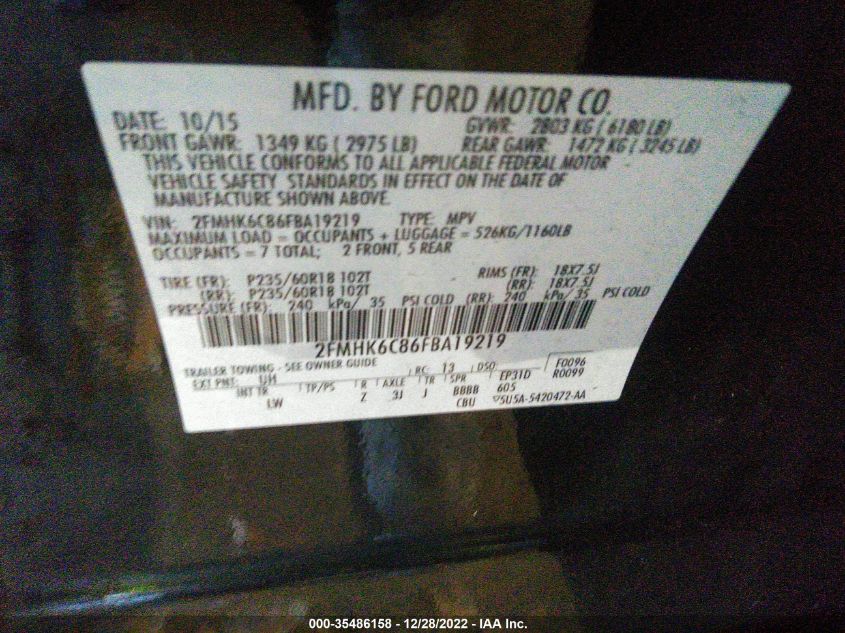 MFD. BY FORD MOTOR CO.
DATE: 10/15 GVWR: 2803 KG ( 6180 LB)
FRONT GAWR: 1349 KG ( 2975 LB) REAR GAWR: 1472 KG ( 3245 LB)
THIS VEHICLE CONFORMS TO ALL APPLICABLE FEDERAL MOTOR
VEHICLE SAFETY STANDARDS IN EFFECT ON THE DATE OF
MANUFACTURE SHOWN ABOVE.
VIN: 2FMHK6C86FBA19219 TYPE: MPV
MAXIMUM LOAD = OCCUPANTS + LUGGAGE = 526KG/1160LB
OCCUPANTS = 7 TOTAL; 2 FRONT, 5 REAR
TIRE (FR): P235/60R18 102T RIMS (FR): 18X7.5J
(RR): P235/60R18 102T (RR): 18X7.5J
PRESSURE (FR): 240 kPa/ 35 PSI COLD (RR): 240 kPa/ 35 PSI COLD
2FMHK6C86FBA19219
TRAILER TOWING - SEE OWNER GUIDE
EXT PNT: UH RC: 13 DSO: F0096
EP31D R0099
INT TR TP/PS R AXLE TR SPR 605
LW Z 3J J BBBB
CBU 5U5A-5420472-AA
000-35486158 - 12/28/2022 - IAA Inc.